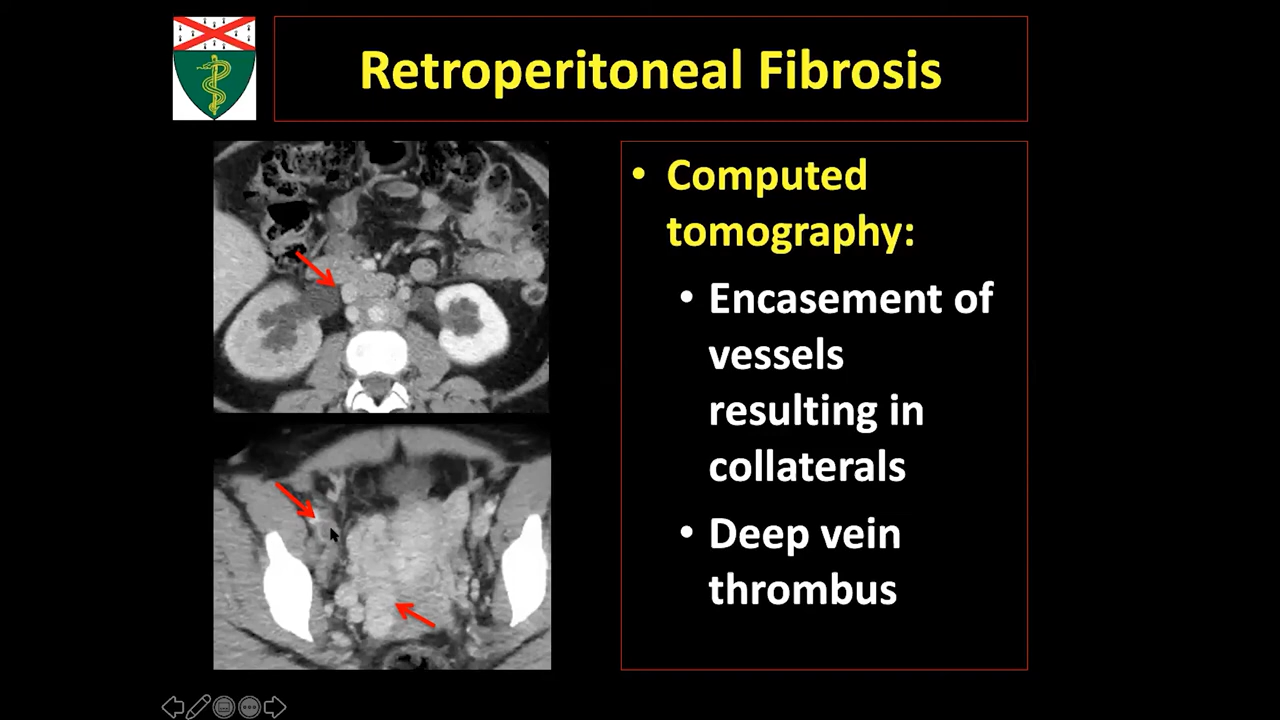 Retroperitoneal Fibrosis
• Computed
tomography:
• Encasement of
vessels
resulting in
collaterals
• Deep vein
thrombus